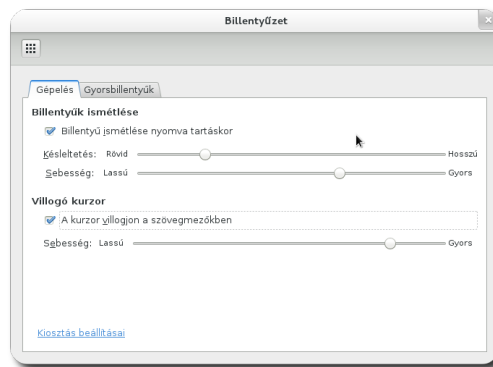 Billentyűzet
Gépelés Gyorsbillentyűk
Billentyűk ismétlése
Billentyű ismétlése nyomva tartáskor
Késleltetés: Rövid Hosszú
Sebesség: Lassú Gyors
Villogó kurzor
A kurzor villogjon a szövegmezőkben
Sebesség: Lassú Gyors
Kiosztás beállításai